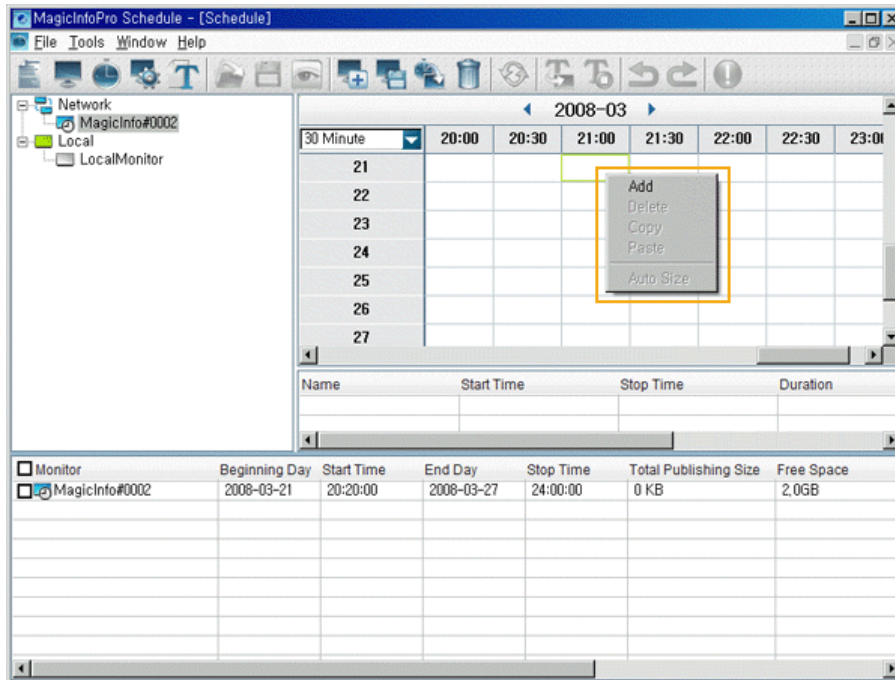 MagicInfoPro Schedule - [Schedule]
File Tools Window Help
Network
MagicInfo#0002
Local
LocalMonitor
2008-03
30 Minute 20:00 20:30 21:00 21:30 22:00 22:30
21
22
23
24
25
26
27
Add
Delete
Copy
Paste
Auto Size
Name Start Time Stop Time Duration
Monitor Beginning Day Start Time End Day Stop Time Total Publishing Size Free Space
MagicInfo#0002 2008-03-21 20:20:00 2008-03-27 24:00:00 0 KB 2,0GB